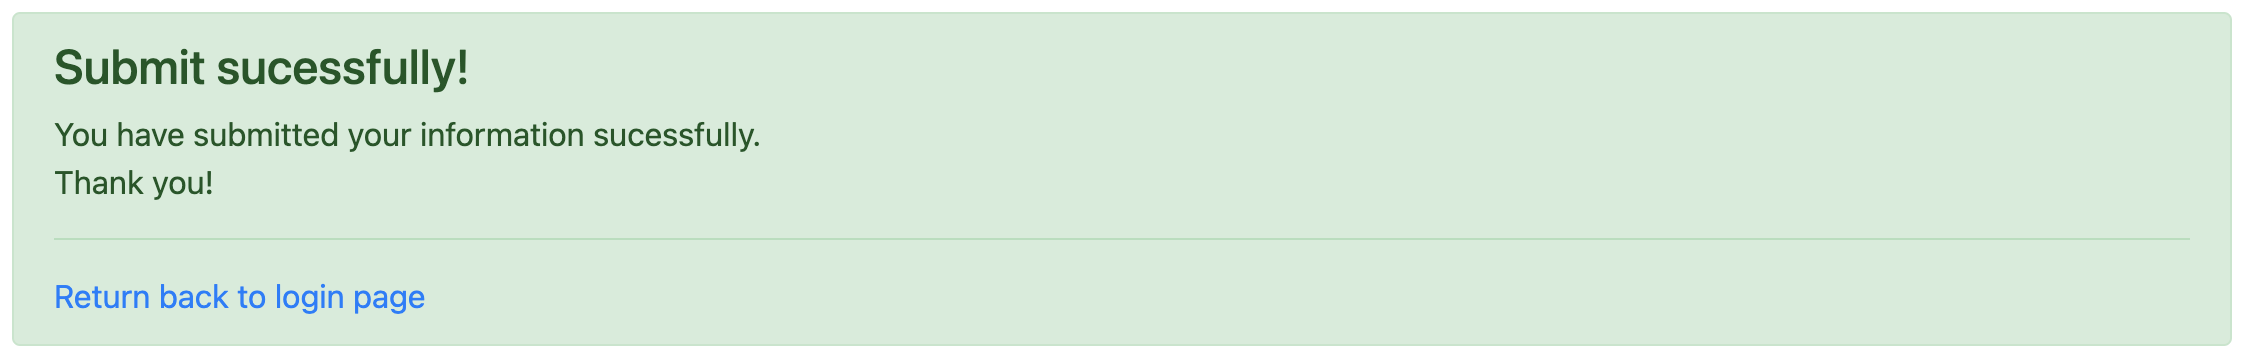 Submit sucessfully!
You have submitted your information sucessfully.
Thank you!
Return back to login page